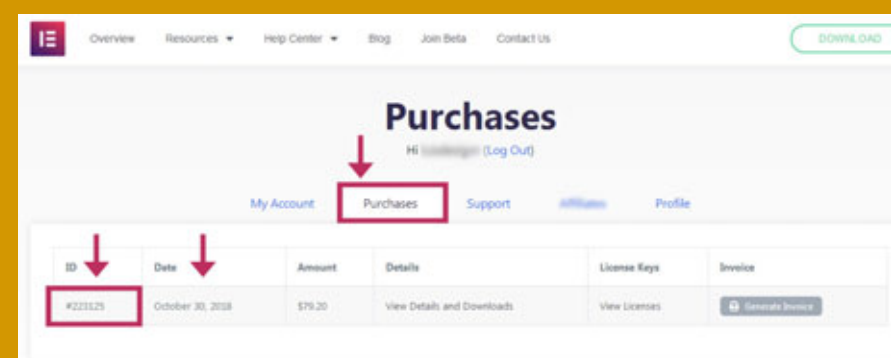 Overview Resources Help Center Blog Join Beta Contact Us DOWNLOAD
Purchases
Hi (Log Out)
My Account Purchases Support Affiliates Profile
ID Date Amount Details License Keys Invoice
#223125 October 30, 2018 $79.20 View Details and Downloads View Licenses Generate Invoice